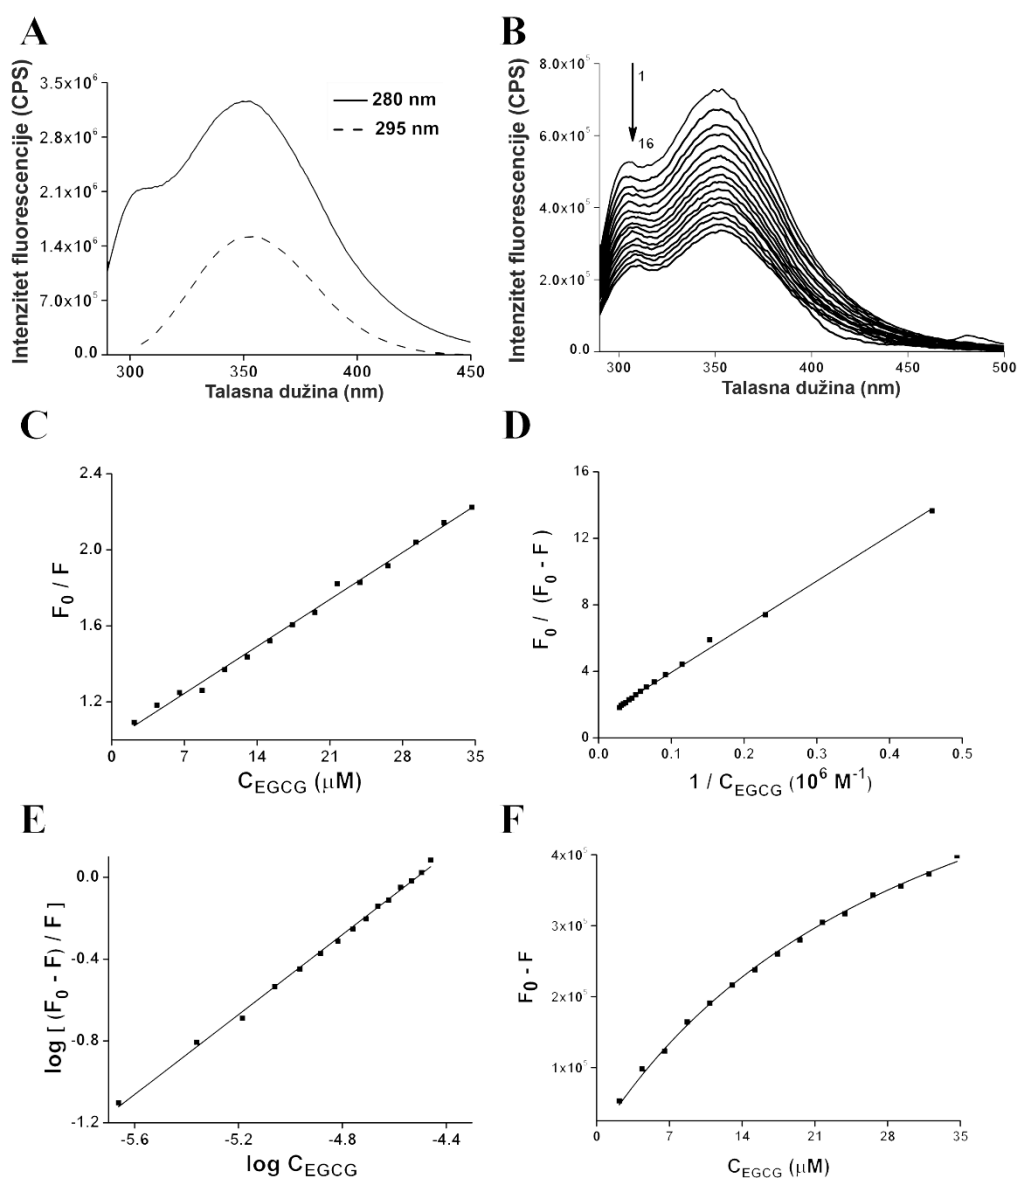 A
Intenzitet fluorescencije (CPS)
3.5x10⁶
2.8x10⁶
2.1x10⁶
1.4x10⁶
7.0x10⁵
0.0
300
350
400
450
Talasna dužina (nm)
280 nm
295 nm
B
Intenzitet fluorescencije (CPS)
8.0x10⁵
6.0x10⁵
4.0x10⁵
2.0x10⁵
0.0
300
350
400
450
500
Talasna dužina (nm)
1
16
C
F₀ / F
2.4
2.0
1.6
1.2
0
7
14
21
28
35
C_EGCG (μM)
D
F₀ / (F₀ - F)
16
12
8
4
0
0.0
0.1
0.2
0.3
0.4
0.5
1 / C_EGCG (10⁶ M⁻¹)
E
log [ (F₀ - F) / F ]
0.0
-0.4
-0.8
-1.2
-5.6
-5.2
-4.8
-4.4
log C_EGCG
F
F₀ - F
4x10⁵
3x10⁵
2x10⁵
1x10⁵
0
7
14
21
28
35
C_EGCG (μM)